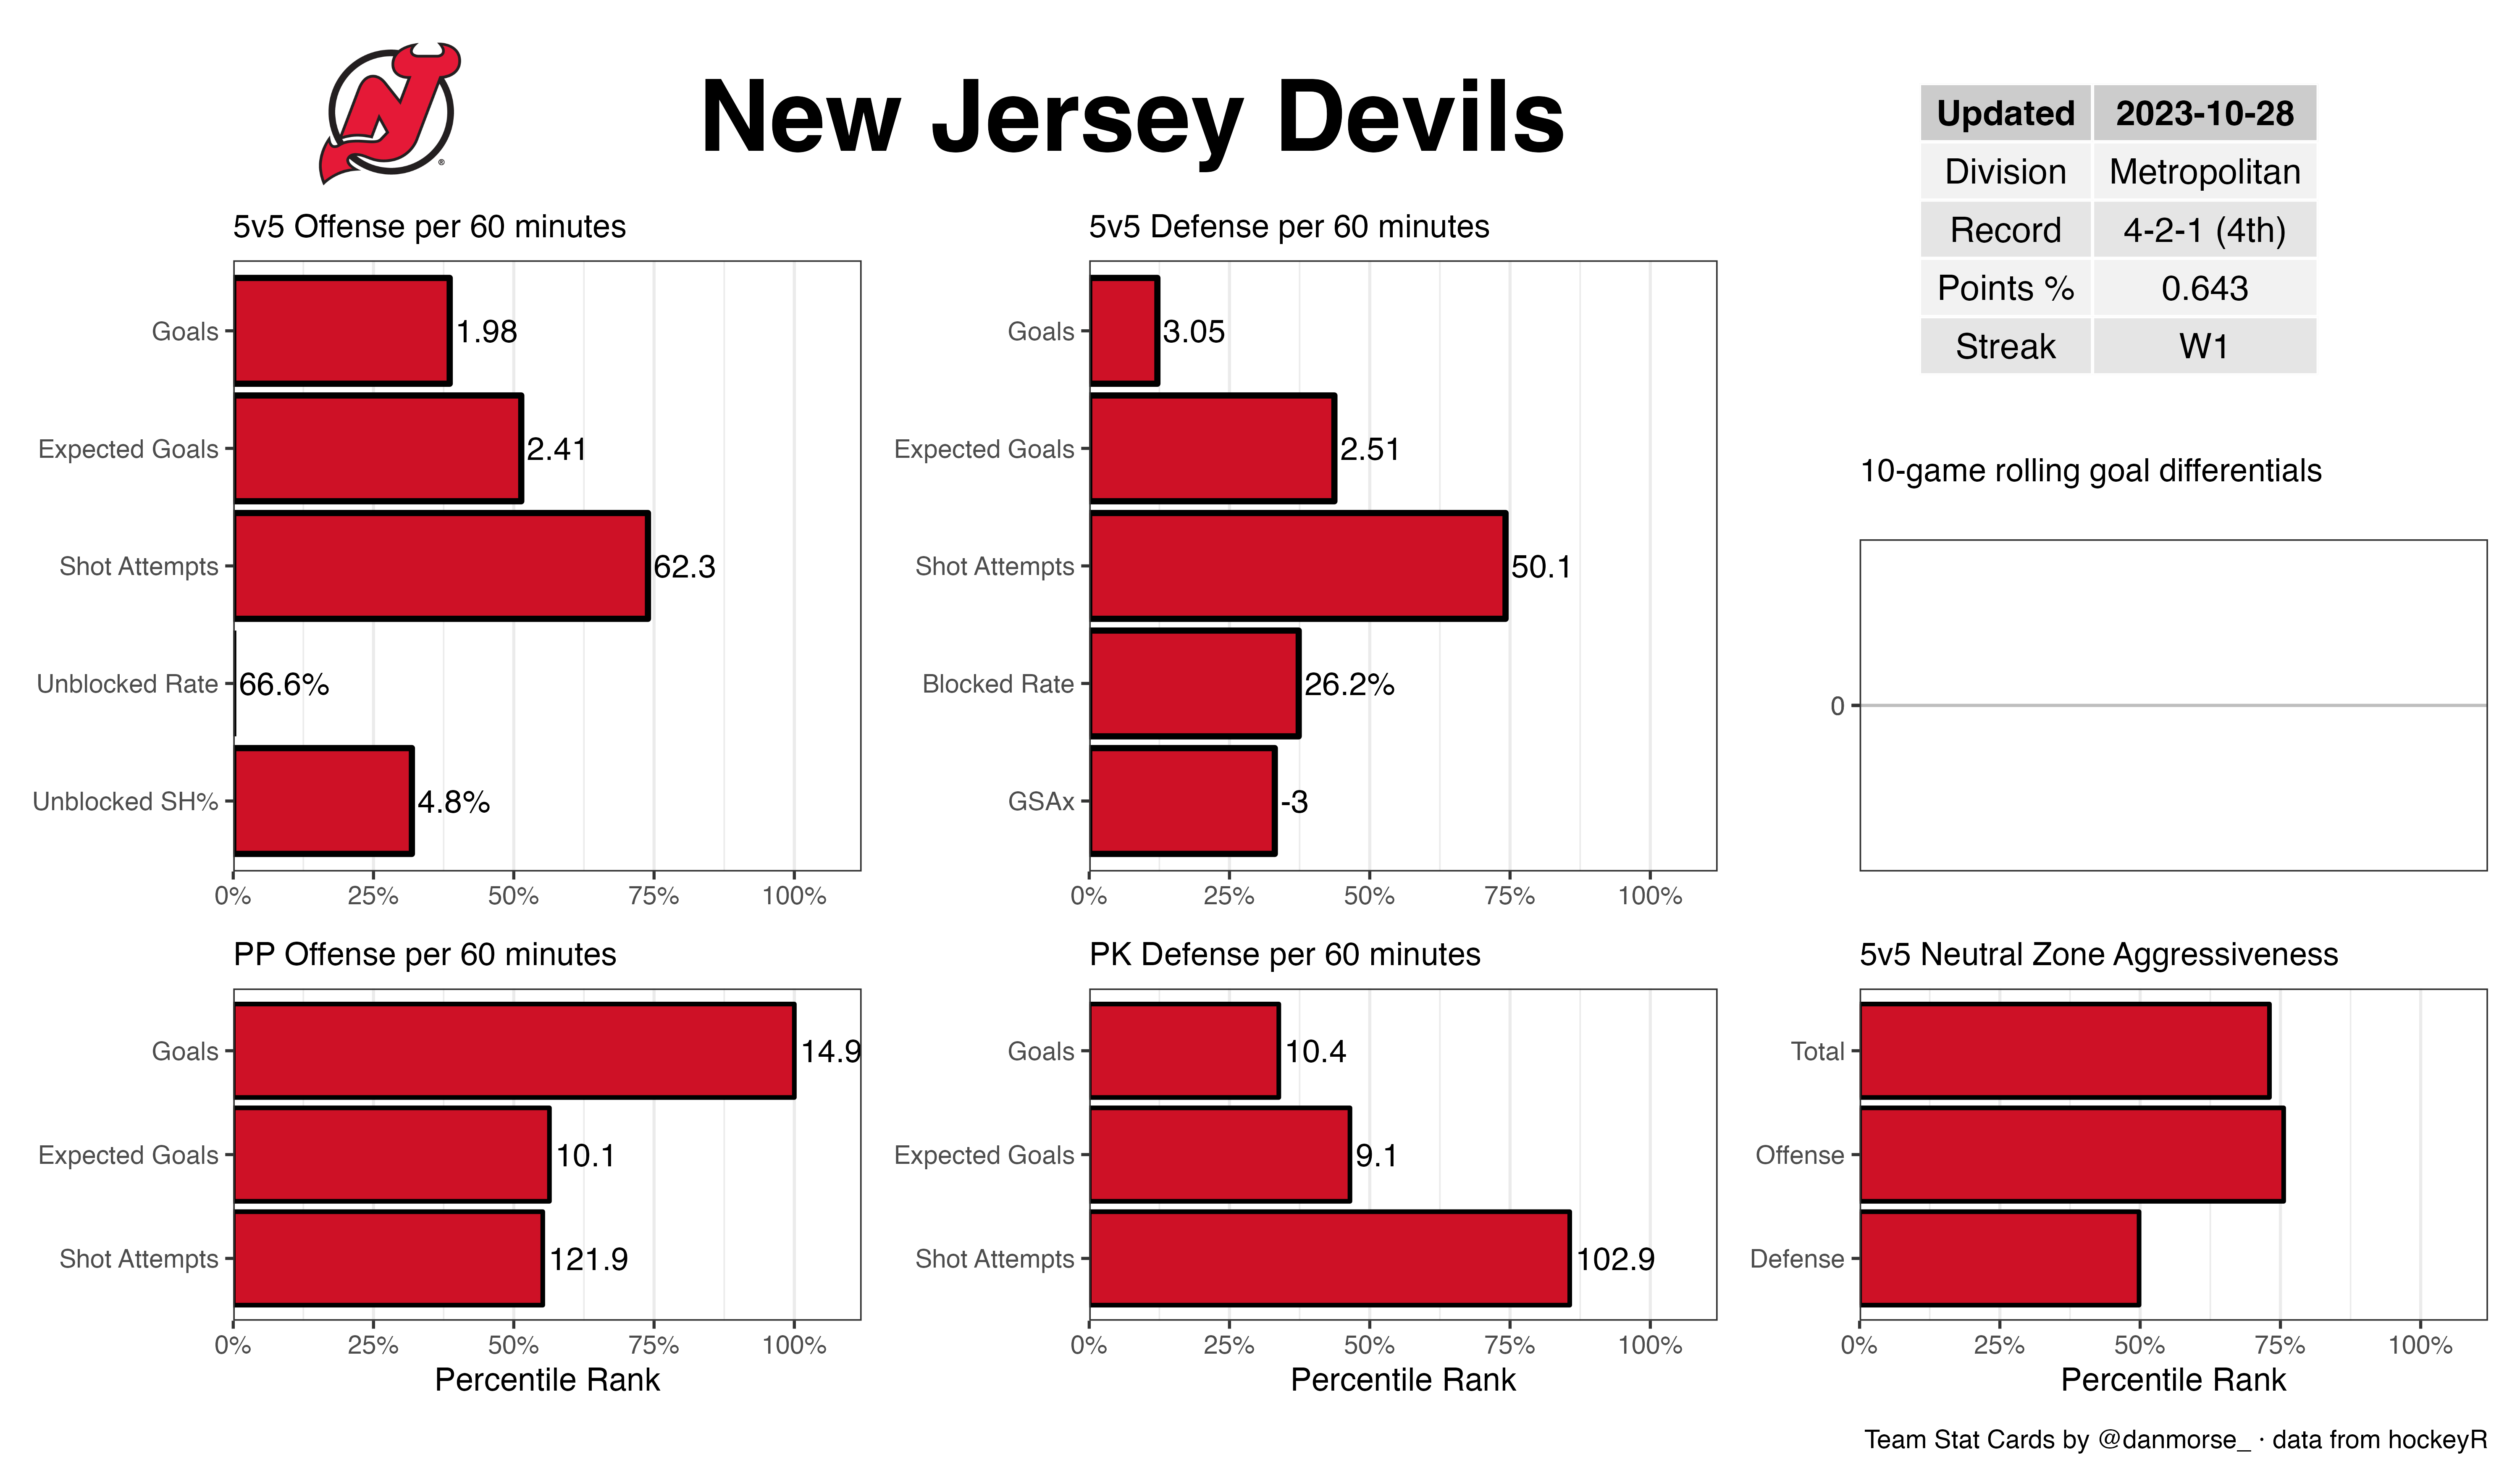 New Jersey Devils
Updated 2023-10-28
Division Metropolitan
Record 4-2-1 (4th)
Points % 0.643
Streak W1
5v5 Offense per 60 minutes
Goals 1.98
Expected Goals 2.41
Shot Attempts 62.3
Unblocked Rate 66.6%
Unblocked SH% 4.8%
0% 25% 50% 75% 100%
5v5 Defense per 60 minutes
Goals 3.05
Expected Goals 2.51
Shot Attempts 50.1
Blocked Rate 26.2%
GSAx -3
0% 25% 50% 75% 100%
10-game rolling goal differentials
0
PP Offense per 60 minutes
Goals 14.9
Expected Goals 10.1
Shot Attempts 121.9
0% 25% 50% 75% 100%
Percentile Rank
PK Defense per 60 minutes
Goals 10.4
Expected Goals 9.1
Shot Attempts 102.9
0% 25% 50% 75% 100%
Percentile Rank
5v5 Neutral Zone Aggressiveness
Total
Offense
Defense
0% 25% 50% 75% 100%
Percentile Rank
Team Stat Cards by @danmorse_ · data from hockeyR